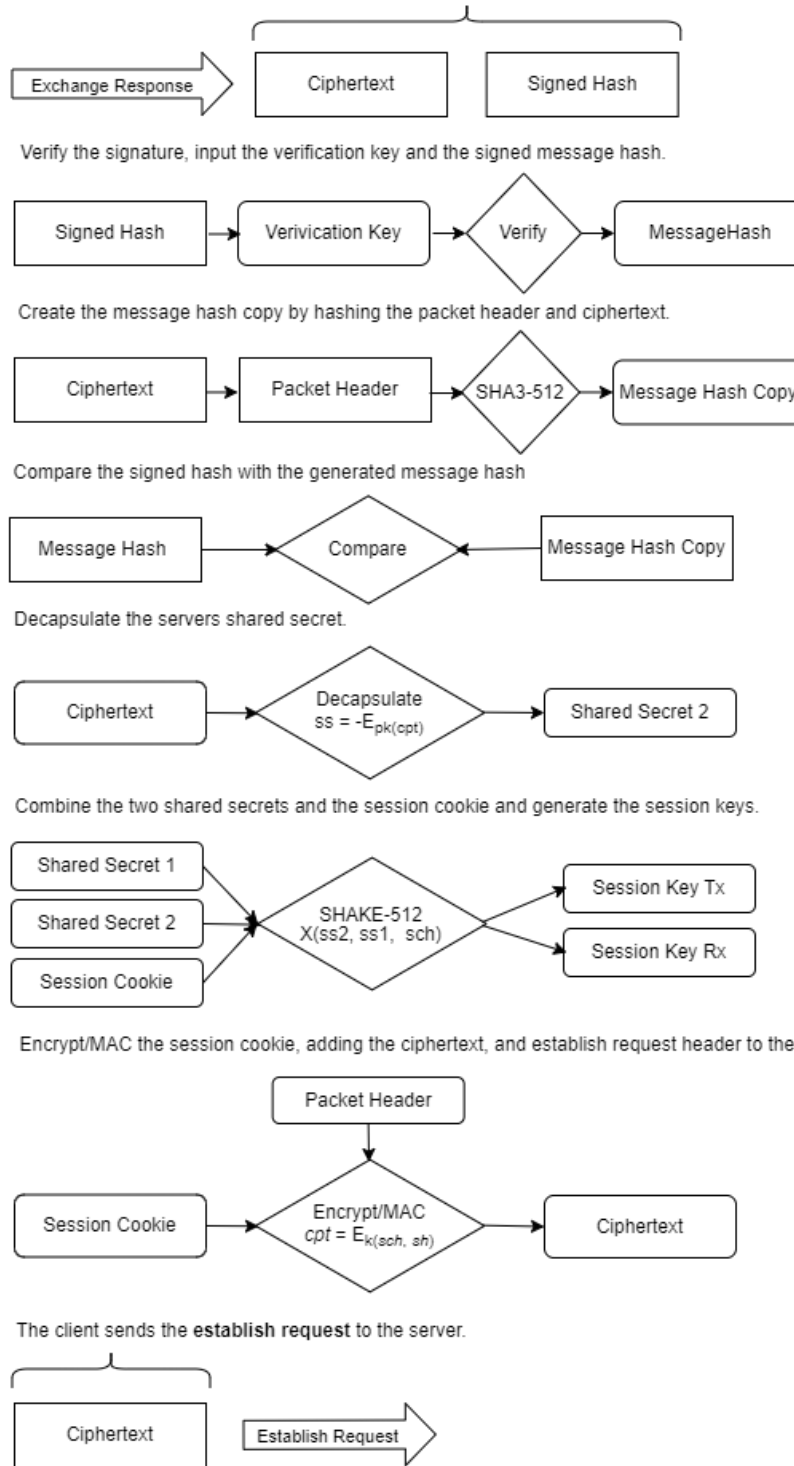 Exchange Response
Ciphertext
Signed Hash
Verify the signature, input the verification key and the signed message hash.
Signed Hash
Verivication Key
Verify
MessageHash
Create the message hash copy by hashing the packet header and ciphertext.
Ciphertext
Packet Header
SHA3-512
Message Hash Copy
Compare the signed hash with the generated message hash
Message Hash
Compare
Message Hash Copy
Decapsulate the servers shared secret.
Ciphertext
Decapsulate
ss = -E pk(cpt)
Shared Secret 2
Combine the two shared secrets and the session cookie and generate the session keys.
Shared Secret 1
Shared Secret 2
Session Cookie
SHAKE-512
X(ss2, ss1, sch)
Session Key Tx
Session Key Rx
Encrypt/MAC the session cookie, adding the ciphertext, and establish request header to the
Packet Header
Session Cookie
Encrypt/MAC
cpt = E k(sch, sh)
Ciphertext
The client sends the establish request to the server.
Ciphertext
Establish Request